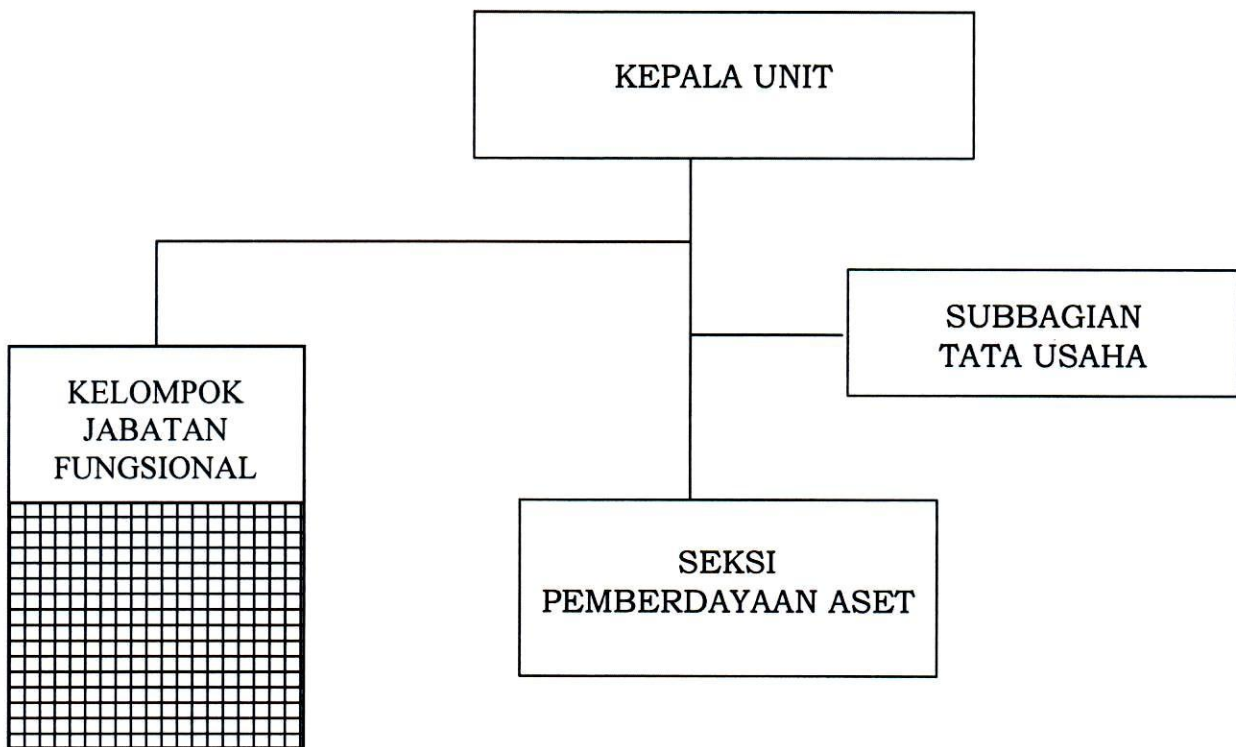 KEPALA UNIT
SUBBAGIAN
TATA USAHA
KELOMPOK
JABATAN
FUNGSIONAL
SEKSI
PEMBERDAYAAN ASET